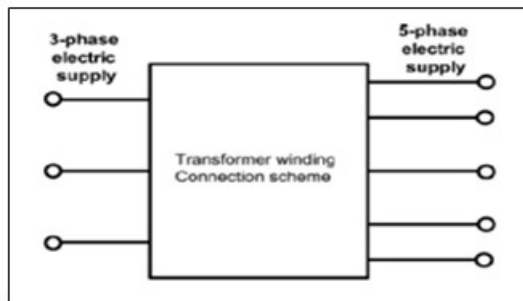 3-phase
electric
supply
5-phase
electric
supply
Transformer winding
Connection scheme